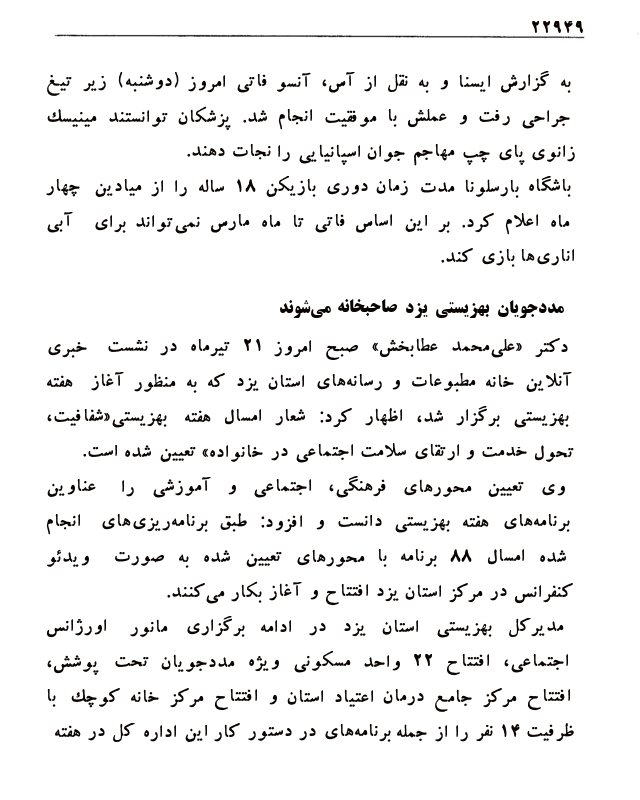 ۲۲۹۴۹
به گزارش ایسنا و به نقل از آس، آنسو فاتی امروز (دوشنبه) زیر تیغ
جراحی رفت و عملش با موفقیت انجام شد. پزشکان توانستند مینیسك
زانوی پای چپ مهاجم جوان اسپانیایی را نجات دهند.
باشگاه بارسلونا مدت زمان دوری بازیکن ۱۸ ساله را از میادین چهار
ماه اعلام کرد. بر این اساس فاتی تا ماه مارس نمی‌تواند برای آبی
اناری‌ها بازی کند.
مددجویان بهزیستی یزد صاحبخانه می‌شوند
دکتر «علی‌محمد عطابخش» صبح امروز ۲۱ تیرماه در نشست خبری
آنلاین خانه مطبوعات و رسانه‌های استان یزد که به منظور آغاز هفته
بهزیستی برگزار شد، اظهار کرد: شعار امسال هفته بهزیستی«شفافیت،
تحول خدمت و ارتقای سلامت اجتماعی در خانواده» تعیین شده است.
وی تعیین محورهای فرهنگی، اجتماعی و آموزشی را عناوین
برنامه‌های هفته بهزیستی دانست و افزود: طبق برنامه‌ریزی‌های انجام
شده امسال ۸۸ برنامه با محورهای تعیین شده به صورت ویدئو
کنفرانس در مرکز استان یزد افتتاح و آغاز بکار می‌کنند.
مدیرکل بهزیستی استان یزد در ادامه برگزاری مانور اورژانس
اجتماعی، افتتاح ۲۲ واحد مسکونی ویژه مددجویان تحت پوشش،
افتتاح مرکز جامع درمان اعتیاد استان و افتتاح مرکز خانه کوچك با
ظرفیت ۱۴ نفر را از جمله برنامه‌های در دستور کار این اداره کل در هفته